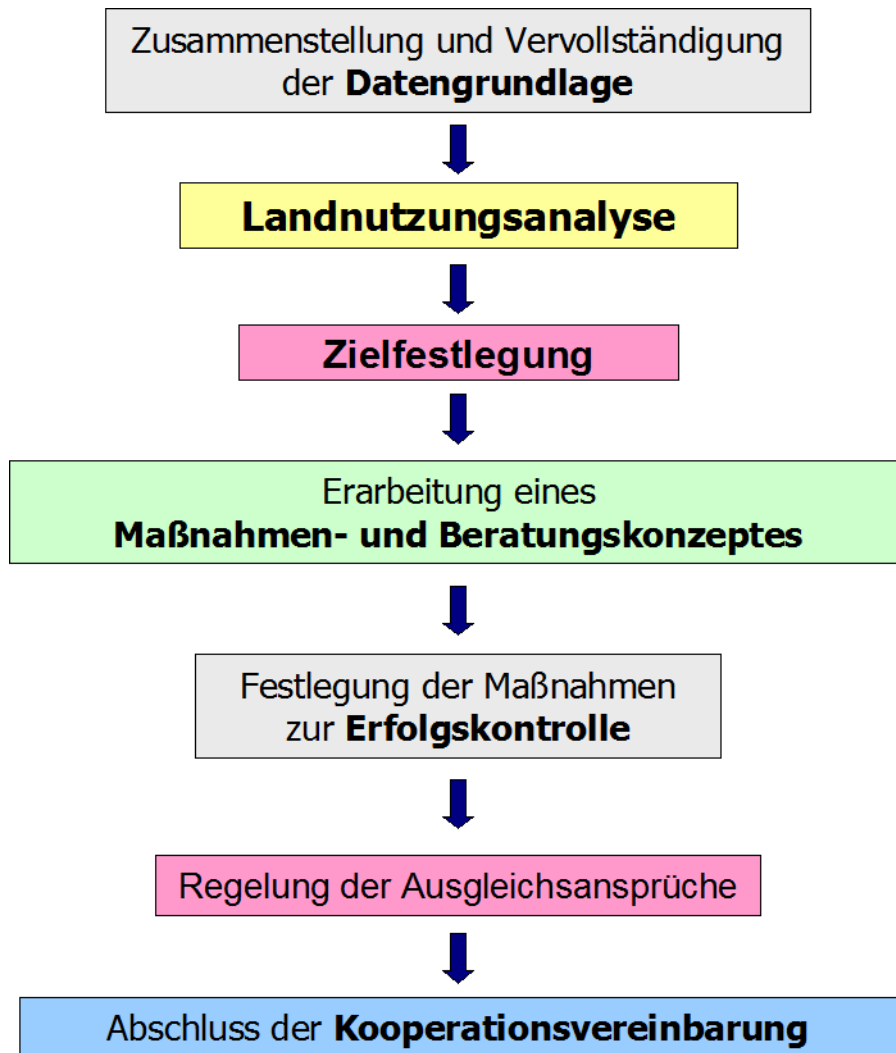 Zusammenstellung und Vervollständigung
der Datengrundlage
Landnutzungsanalyse
Zielfestlegung
Erarbeitung eines
Maßnahmen- und Beratungskonzeptes
Festlegung der Maßnahmen
zur Erfolgskontrolle
Regelung der Ausgleichsansprüche
Abschluss der Kooperationsvereinbarung